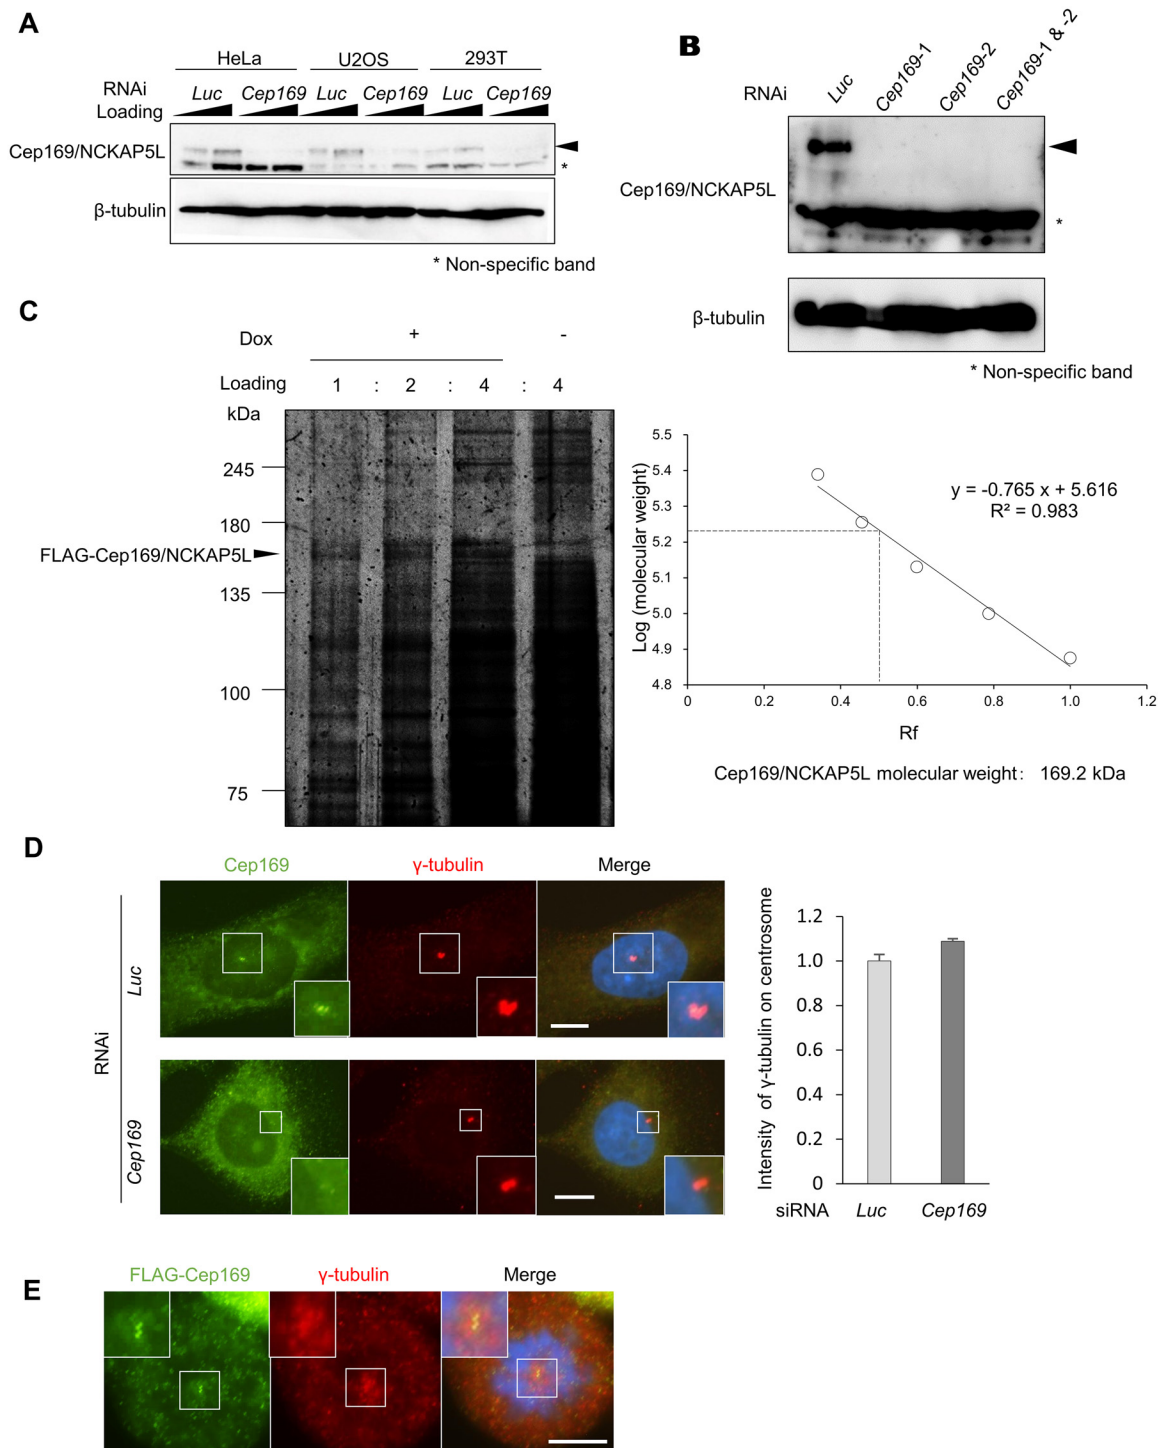 A
HeLa U2OS 293T
RNAi Luc Cep169 Luc Cep169 Luc Cep169
Loading
Cep169/NCKAP5L
*
β-tubulin
* Non-specific band
B
RNAi Luc Cep169-1 Cep169-2 Cep169-1 & -2
Cep169/NCKAP5L
*
β-tubulin
* Non-specific band
C
Dox + -
Loading 1 : 2 : 4 : 4
kDa
245
180
FLAG-Cep169/NCKAP5L
135
100
75
Log (molecular weight)
5.5
5.4
5.3
5.2
5.1
5.0
4.9
4.8
y = -0.765 x + 5.616
R² = 0.983
0 0.2 0.4 0.6 0.8 1.0 1.2
Rf
Cep169/NCKAP5L molecular weight: 169.2 kDa
D
Cep169 γ-tubulin Merge
RNAi
Luc
Cep169
Intensity of γ-tubulin on centrosome
1.2
1.0
0.8
0.6
0.4
0.2
0
siRNA Luc Cep169
E
FLAG-Cep169 γ-tubulin Merge